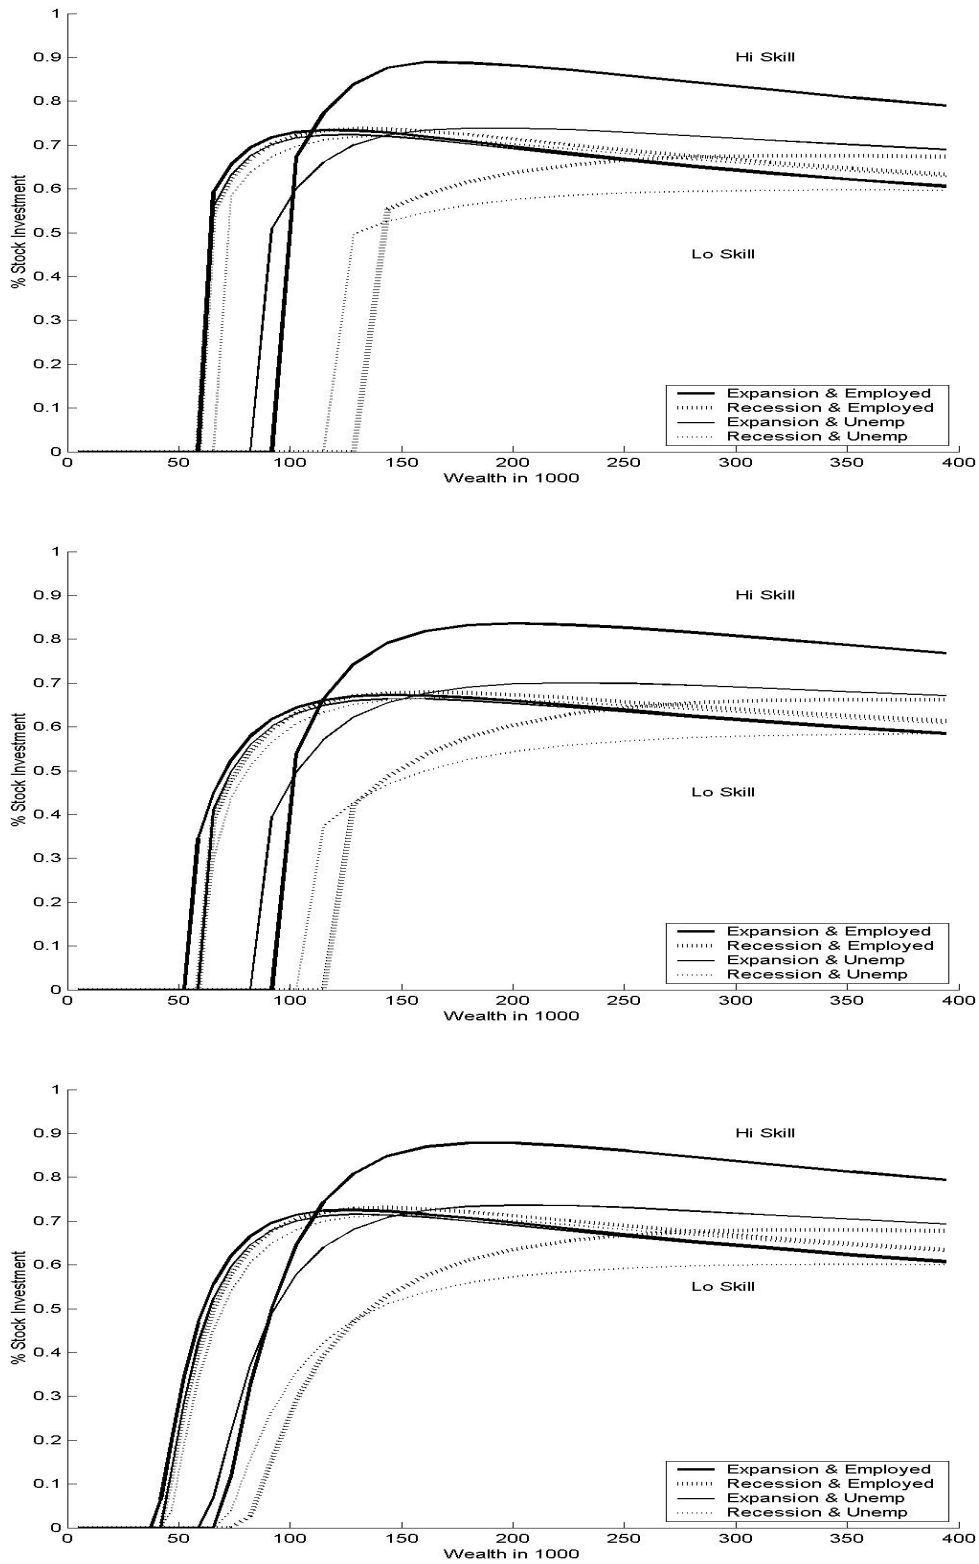 1
0.9
Hi Skill
0.8
0.7
0.6
0.5
% Stock Investment
Lo Skill
0.4
0.3
0.2
0.1
Expansion & Employed
Recession & Employed
Expansion & Unemp
Recession & Unemp
0
0 50 100 150 200 250 300 350 400
Wealth in 1000
1
0.9
Hi Skill
0.8
0.7
0.6
0.5
% Stock Investment
Lo Skill
0.4
0.3
0.2
0.1
Expansion & Employed
Recession & Employed
Expansion & Unemp
Recession & Unemp
0
0 50 100 150 200 250 300 350 400
Wealth in 1000
1
0.9
Hi Skill
0.8
0.7
0.6
% Stock Investment
Lo Skill
0.5
0.4
0.3
0.2
0.1
Expansion & Employed
Recession & Employed
Expansion & Unemp
Recession & Unemp
0
0 50 100 150 200 250 300 350 400
Wealth in 1000